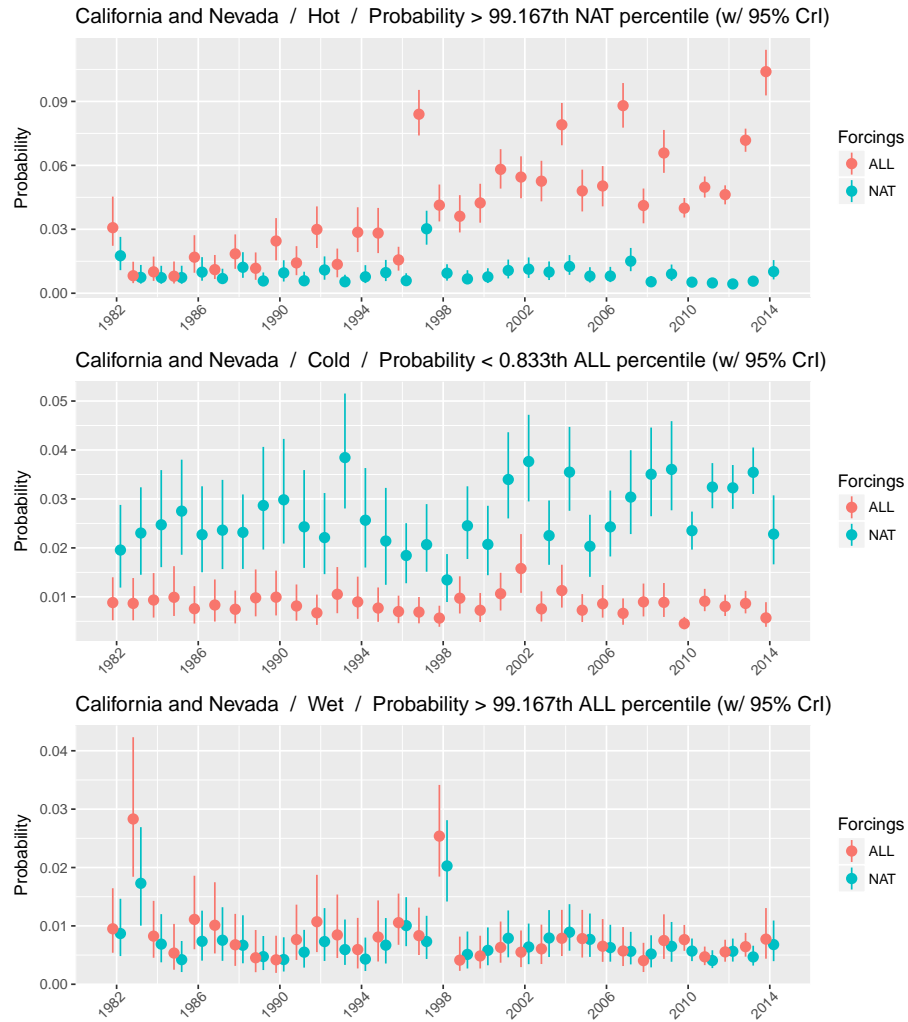 California and Nevada / Hot / Probability > 99.167th NAT percentile (w/ 95% CrI)
Probability
0.09
0.06
0.03
0.00
1982 1986 1990 1994 1998 2002 2006 2010 2014
Forcings
ALL
NAT
California and Nevada / Cold / Probability < 0.833th ALL percentile (w/ 95% CrI)
Probability
0.05
0.04
0.03
0.02
0.01
1982 1986 1990 1994 1998 2002 2006 2010 2014
Forcings
ALL
NAT
California and Nevada / Wet / Probability > 99.167th ALL percentile (w/ 95% CrI)
Probability
0.04
0.03
0.02
0.01
0.00
1982 1986 1990 1994 1998 2002 2006 2010 2014
Forcings
ALL
NAT